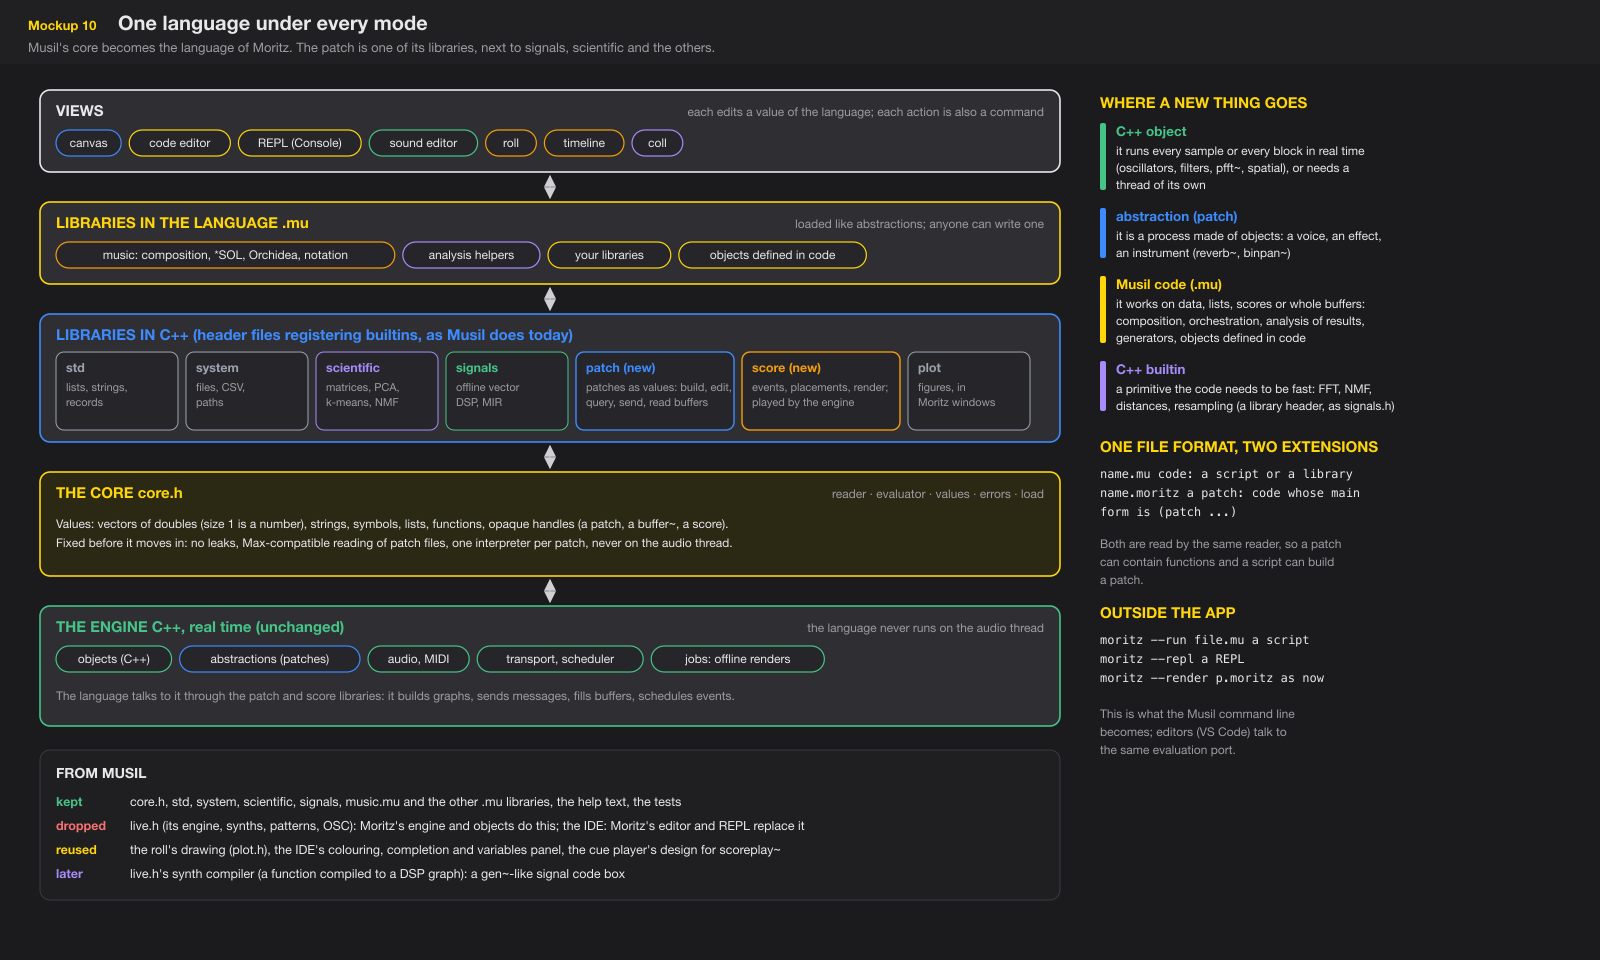 Mockup 10 One language under every mode
Musil's core becomes the language of Moritz. The patch is one of its libraries, next to signals, scientific and the others.
VIEWS
each edits a value of the language; each action is also a command
canvas
code editor
REPL (Console)
sound editor
roll
timeline
coll
LIBRARIES IN THE LANGUAGE .mu
loaded like abstractions; anyone can write one
music: composition, *SOL, Orchidea, notation
analysis helpers
your libraries
objects defined in code
LIBRARIES IN C++ (header files registering builtins, as Musil does today)
std
lists, strings,
records
system
files, CSV,
paths
scientific
matrices, PCA,
k-means, NMF
signals
offline vector
DSP, MIR
patch (new)
patches as values: build, edit,
query, send, read buffers
score (new)
events, placements, render;
played by the engine
plot
figures, in
Moritz windows
THE CORE core.h
reader · evaluator · values · errors · load
Values: vectors of doubles (size 1 is a number), strings, symbols, lists, functions, opaque handles (a patch, a buffer~, a score).
Fixed before it moves in: no leaks, Max-compatible reading of patch files, one interpreter per patch, never on the audio thread.
THE ENGINE C++, real time (unchanged)
the language never runs on the audio thread
objects (C++)
abstractions (patches)
audio, MIDI
transport, scheduler
jobs: offline renders
The language talks to it through the patch and score libraries: it builds graphs, sends messages, fills buffers, schedules events.
FROM MUSIL
kept core.h, std, system, scientific, signals, music.mu and the other .mu libraries, the help text, the tests
dropped live.h (its engine, synths, patterns, OSC): Moritz's engine and objects do this; the IDE: Moritz's editor and REPL replace it
reused the roll's drawing (plot.h), the IDE's colouring, completion and variables panel, the cue player's design for scoreplay~
later live.h's synth compiler (a function compiled to a DSP graph): a gen~-like signal code box
WHERE A NEW THING GOES
C++ object
it runs every sample or every block in real time
(oscillators, filters, pfft~, spatial), or needs a
thread of its own
abstraction (patch)
it is a process made of objects: a voice, an effect,
an instrument (reverb~, binpan~)
Musil code (.mu)
it works on data, lists, scores or whole buffers:
composition, orchestration, analysis of results,
generators, objects defined in code
C++ builtin
a primitive the code needs to be fast: FFT, NMF,
distances, resampling (a library header, as signals.h)
ONE FILE FORMAT, TWO EXTENSIONS
name.mu code: a script or a library
name.moritz a patch: code whose main
form is (patch ...)
Both are read by the same reader, so a patch
can contain functions and a script can build
a patch.
OUTSIDE THE APP
moritz --run file.mu a script
moritz --repl a REPL
moritz --render p.moritz as now
This is what the Musil command line
becomes; editors (VS Code) talk to
the same evaluation port.